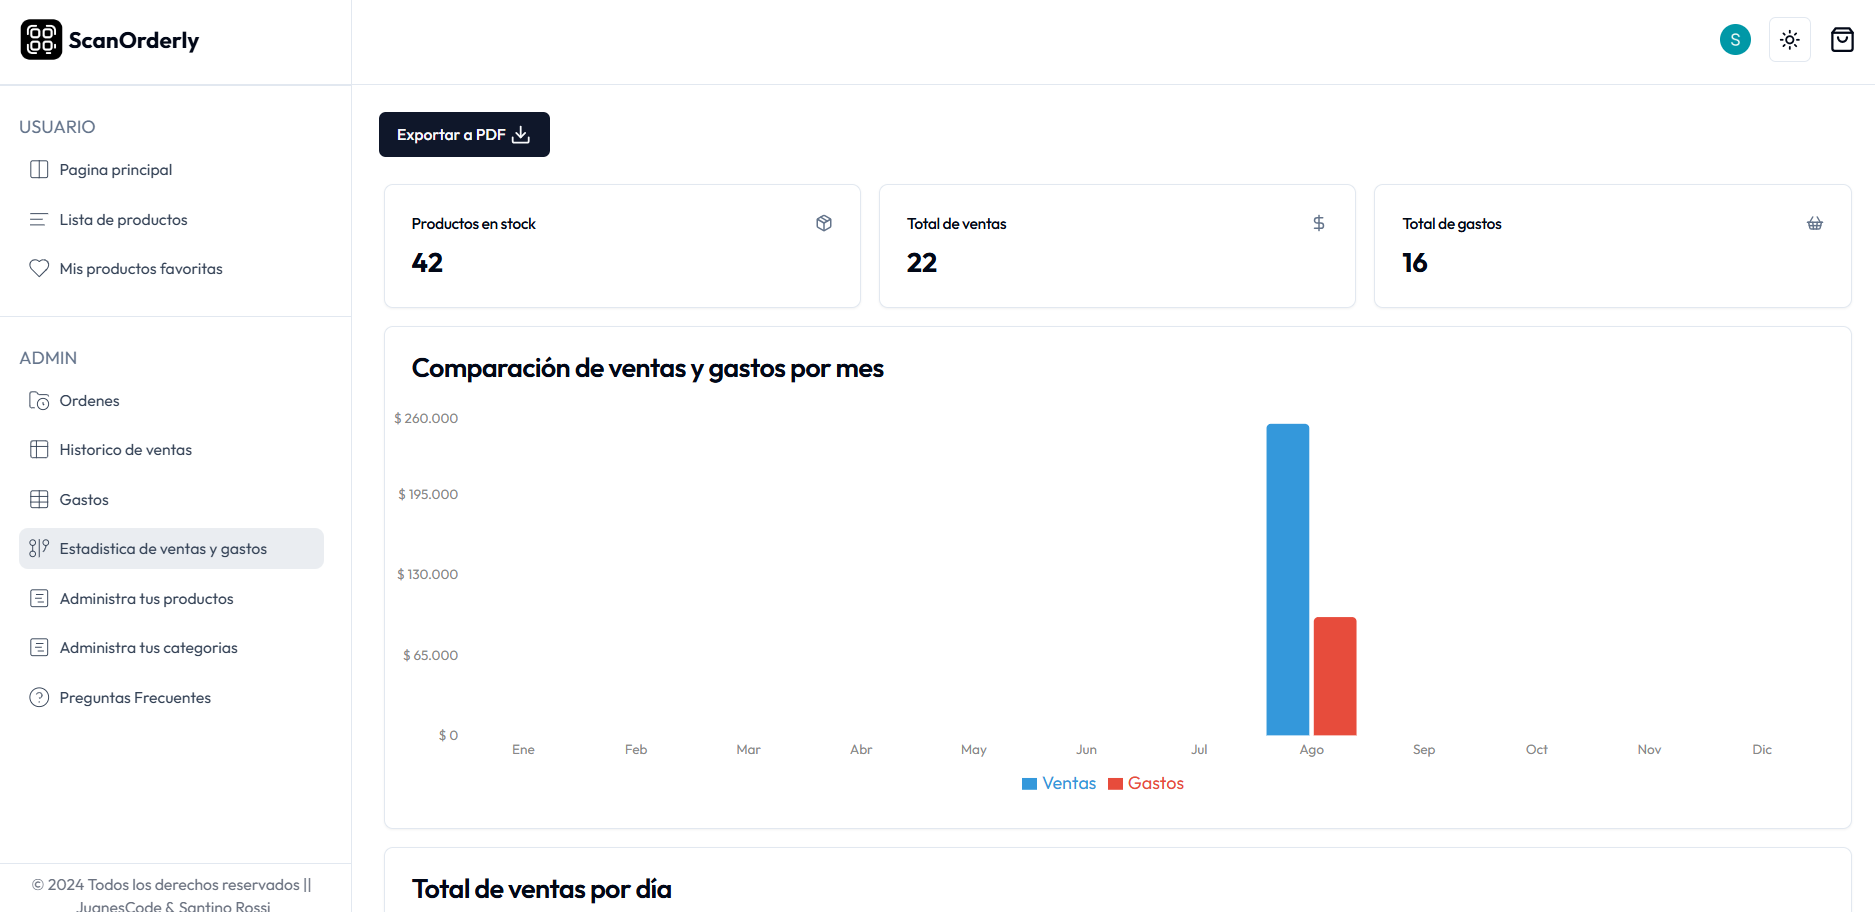 ScanOrderly
S
USUARIO
Pagina principal
Lista de productos
Mis productos favoritas
ADMIN
Ordenes
Historico de ventas
Gastos
Estadistica de ventas y gastos
Administra tus productos
Administra tus categorias
Preguntas Frecuentes
© 2024 Todos los derechos reservados ||
JuanesCode & Santino Rossi
Exportar a PDF
Productos en stock
42
Total de ventas
22
Total de gastos
16
Comparación de ventas y gastos por mes
$ 260.000
$ 195.000
$ 130.000
$ 65.000
$ 0
Ene Feb Mar Abr May Jun Jul Ago Sep Oct Nov Dic
Ventas Gastos
Total de ventas por día